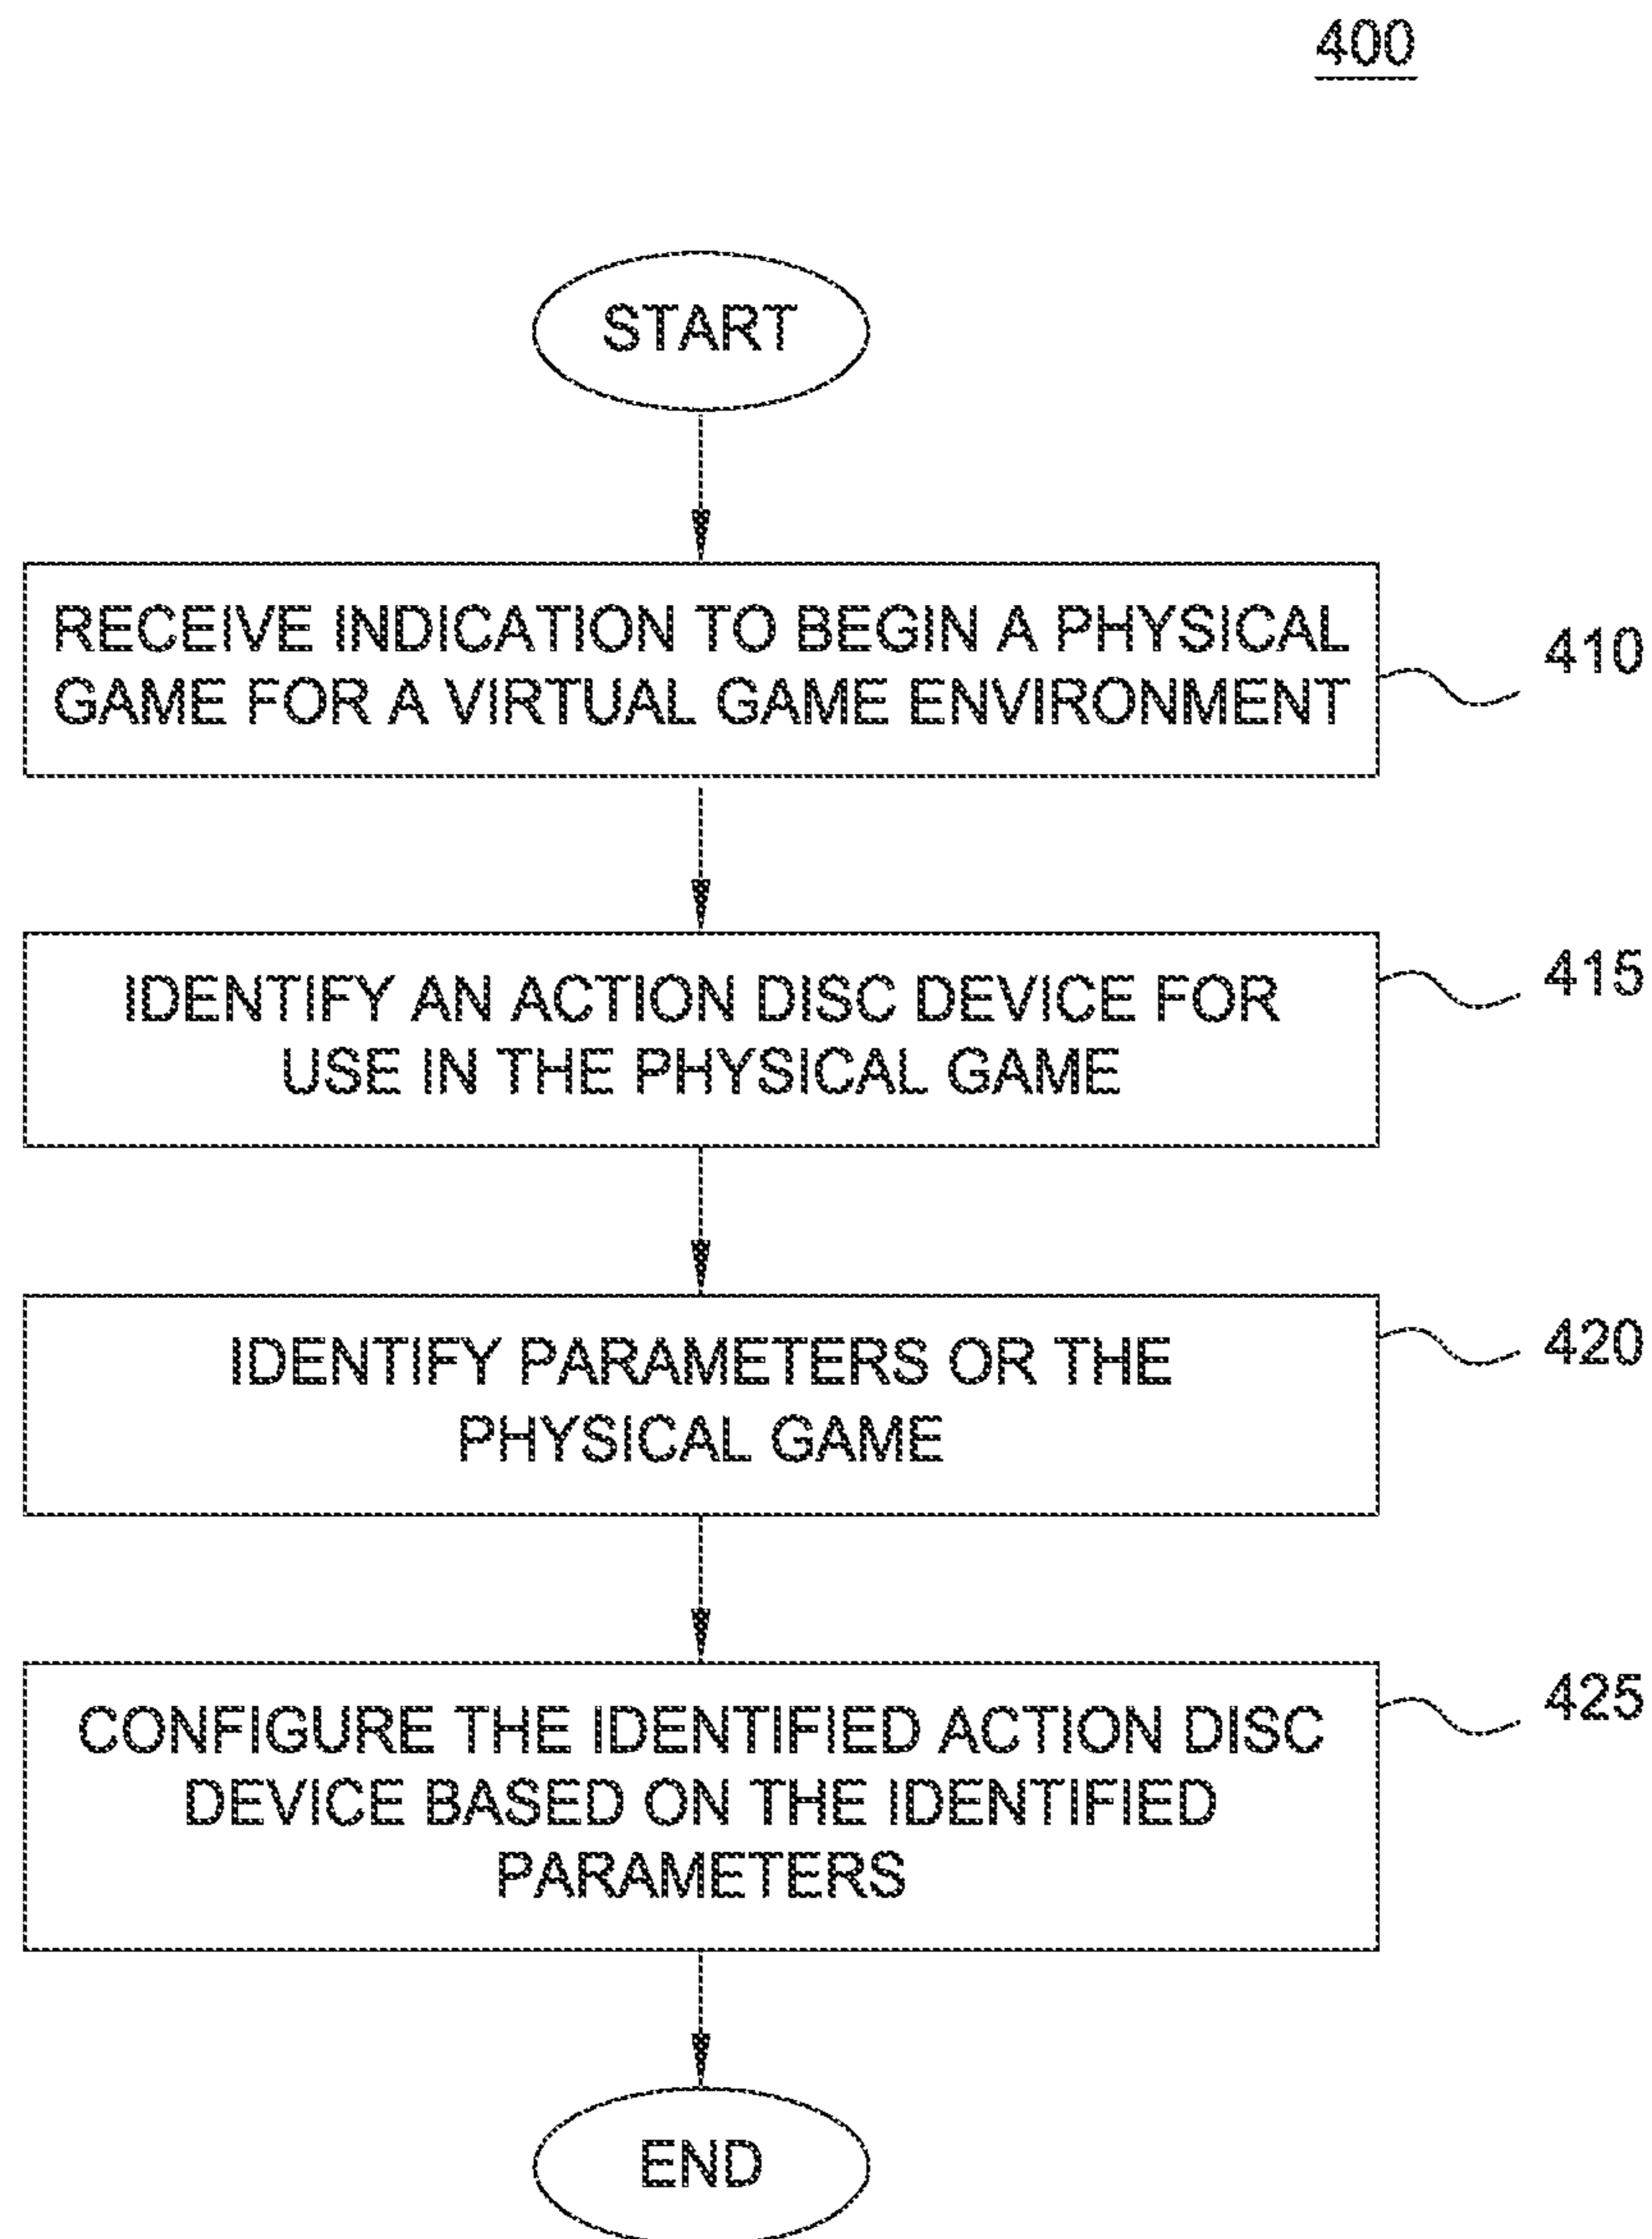 400
START
RECEIVE INDICATION TO BEGIN A PHYSICAL
GAME FOR A VIRTUAL GAME ENVIRONMENT
410
IDENTIFY AN ACTION DISC DEVICE FOR
USE IN THE PHYSICAL GAME
415
IDENTIFY PARAMETERS OR THE
PHYSICAL GAME
420
CONFIGURE THE IDENTIFIED ACTION DISC
DEVICE BASED ON THE IDENTIFIED
PARAMETERS
425
END